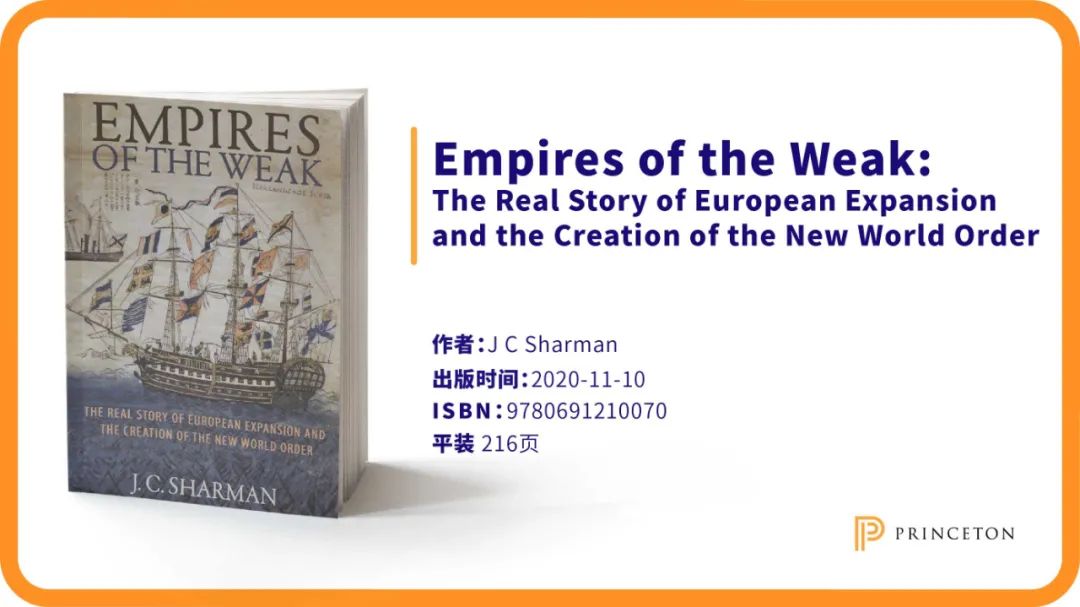 EMPIRES
OF THE WEAK
THE REAL STORY OF EUROPEAN EXPANSION AND
THE CREATION OF THE NEW WORLD ORDER
J. C. SHARMAN
Empires of the Weak:
The Real Story of European Expansion
and the Creation of the New World Order
作者:J C Sharman
出版时间:2020-11-10
ISBN:9780691210070
平装 216页
PRINCETON